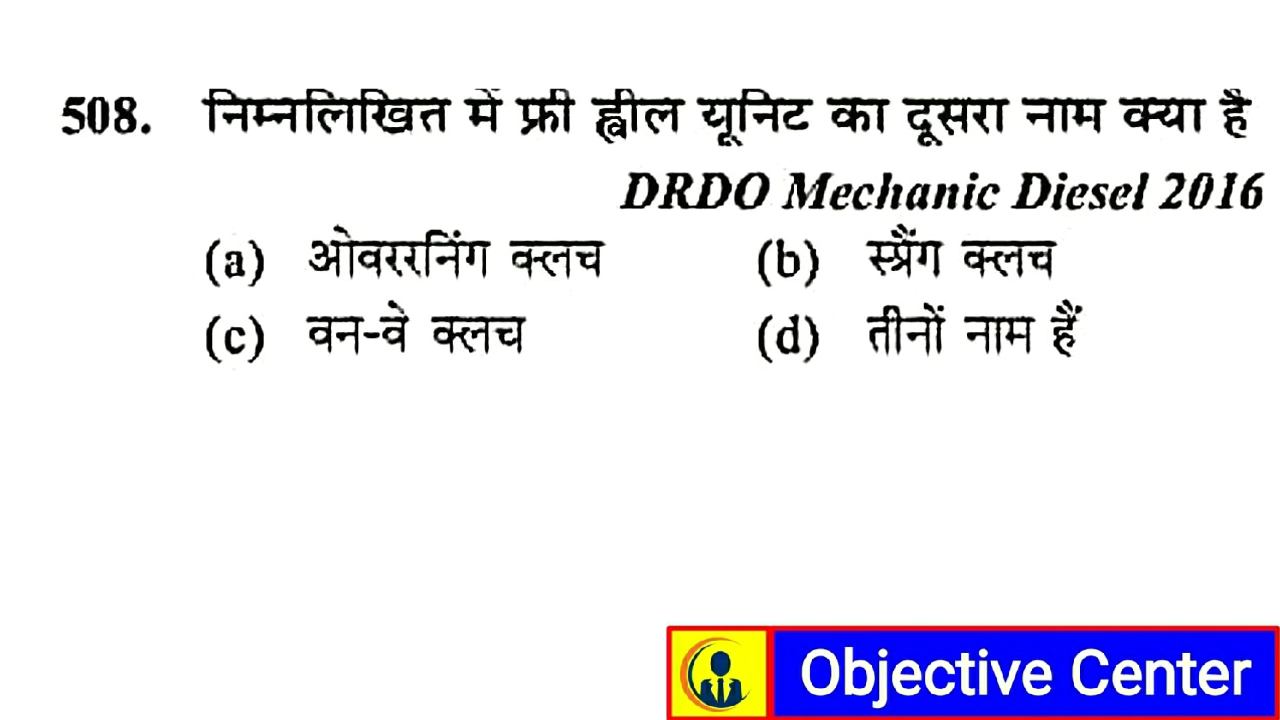 508. निम्नलिखित में फ्री ह्वील यूनिट का दूसरा नाम क्या है
DRDO Mechanic Diesel 2016
(a) ओवररनिंग क्लच (b) स्प्रैंग क्लच
(c) वन-वे क्लच (d) तीनों नाम हैं
Objective Center